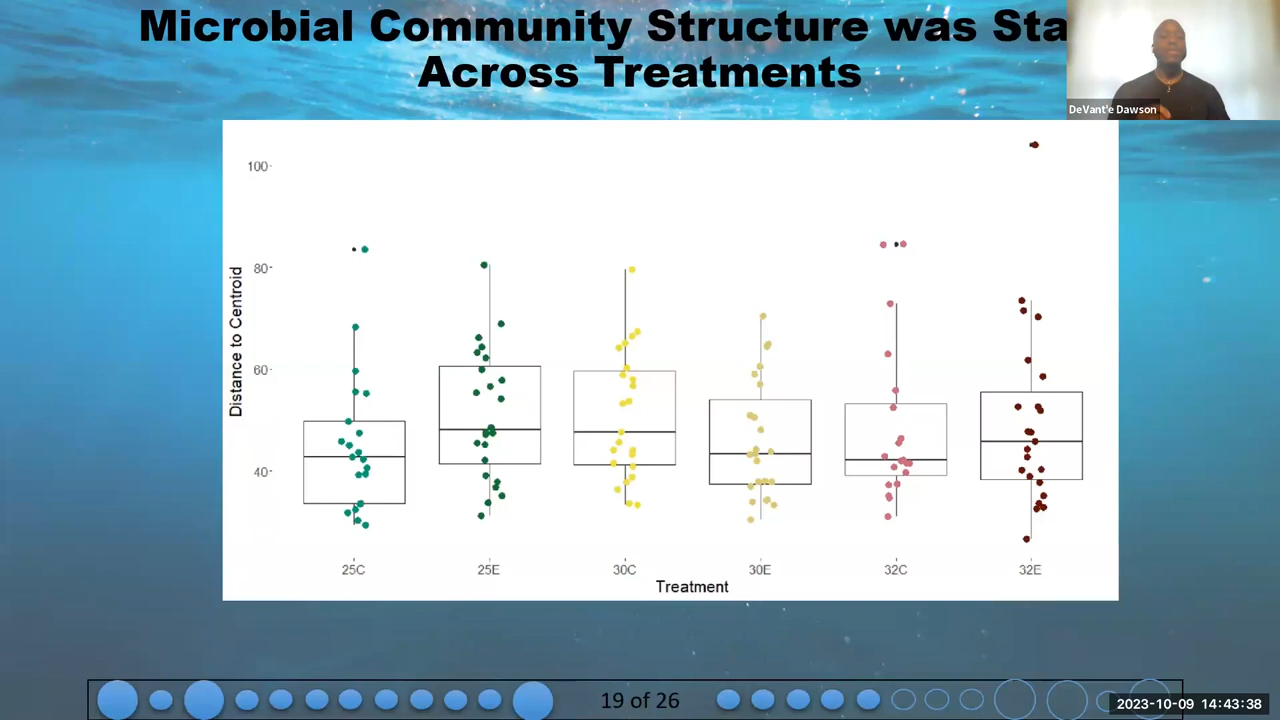 Microbial Community Structure was Sta
Across Treatments
DeVant'e Dawson
100
80
60
40
Distance to Centroid
25C 25E 30C 30E 32C 32E
Treatment
19 of 26
2023-10-09 14:43:38